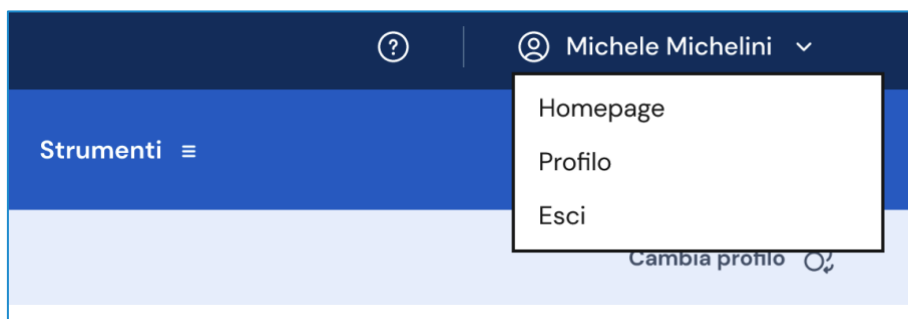 Michele Michelini
Homepage
Strumenti
Profilo
Esci
Cambia profilo